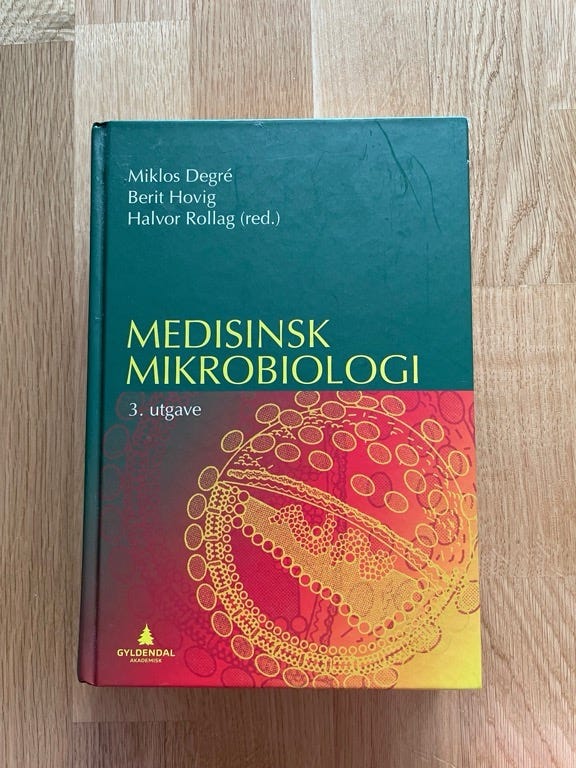 Miklos Degré
Berit Hovig
Halvor Rollag (red.)
MEDISINSK
MIKROBIOLOGI
3. utgave
GYLDENDAL
AKADEMISK